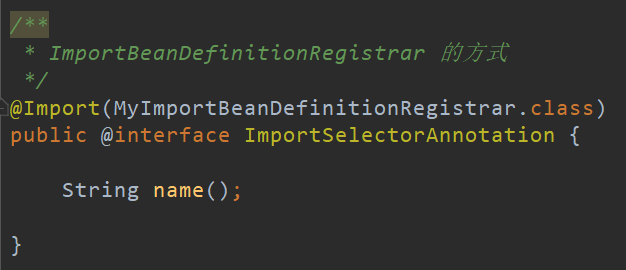 /**
 * ImportBeanDefinitionRegistrar 的方式
 */
@Import(MyImportBeanDefinitionRegistrar.class)
public @interface ImportSelectorAnnotation {
    String name();
}